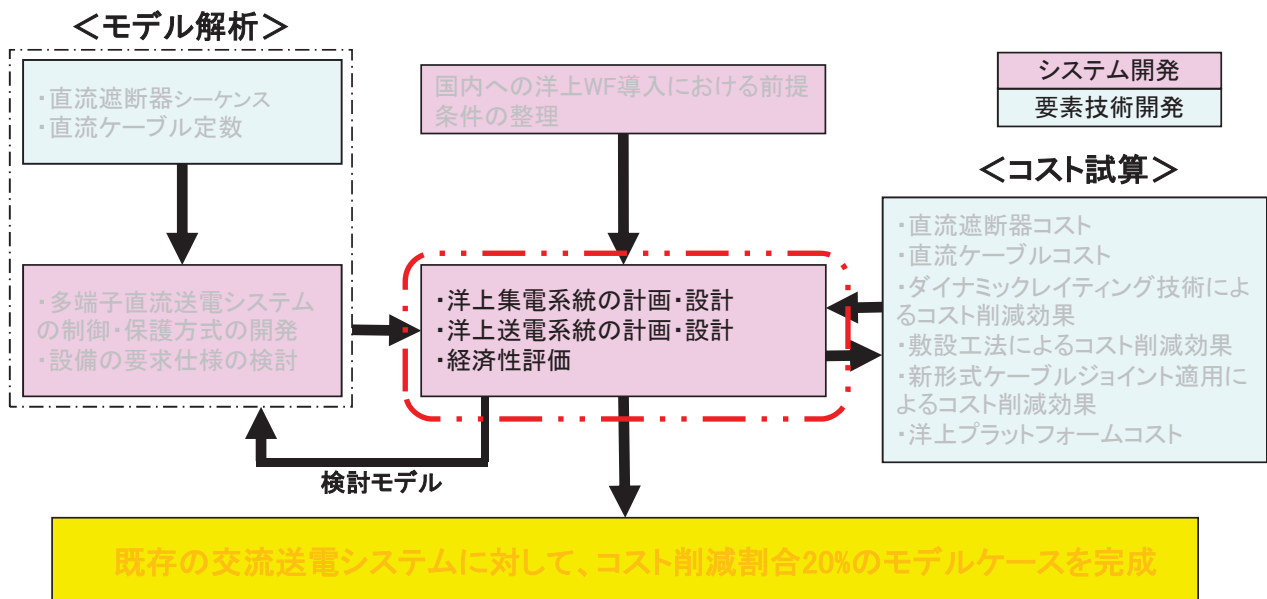 ＜モデル解析＞
・直流遮断器シーケンス
・直流ケーブル定数
・多端子直流送電システム
の制御・保護方式の開発
・設備の要求仕様の検討
国内への洋上WF導入における前提
条件の整理
・洋上集電系統の計画・設計
・洋上送電系統の計画・設計
・経済性評価
検討モデル
システム開発
要素技術開発
＜コスト試算＞
・直流遮断器コスト
・直流ケーブルコスト
・ダイナミックレイティング技術によ
るコスト削減効果
・敷設工法によるコスト削減効果
・新形式ケーブルジョイント適用に
よるコスト削減効果
・洋上プラットフォームコスト
既存の交流送電システムに対して、コスト削減割合20%のモデルケースを完成